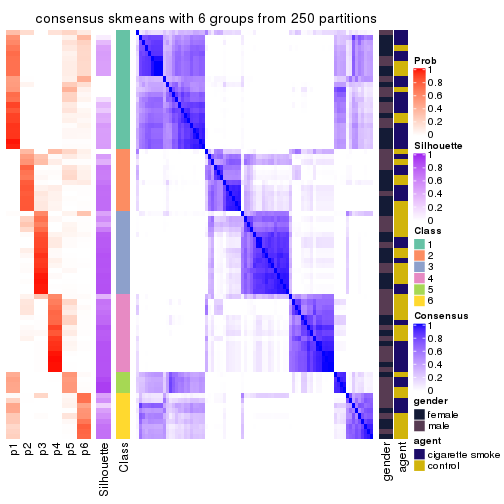 consensus skmeans with 6 groups from 250 partitions
Prob
1
0.8
0.6
0.4
0.2
0
Silhouette
1
0.8
0.6
0.4
0.2
0
Class
1
2
3
4
5
6
Consensus
1
0.8
0.6
0.4
0.2
0
gender
female
male
agent
cigarette smoke
control
p1
p2
p3
p4
p5
p6
Silhouette
Class
gender
agent